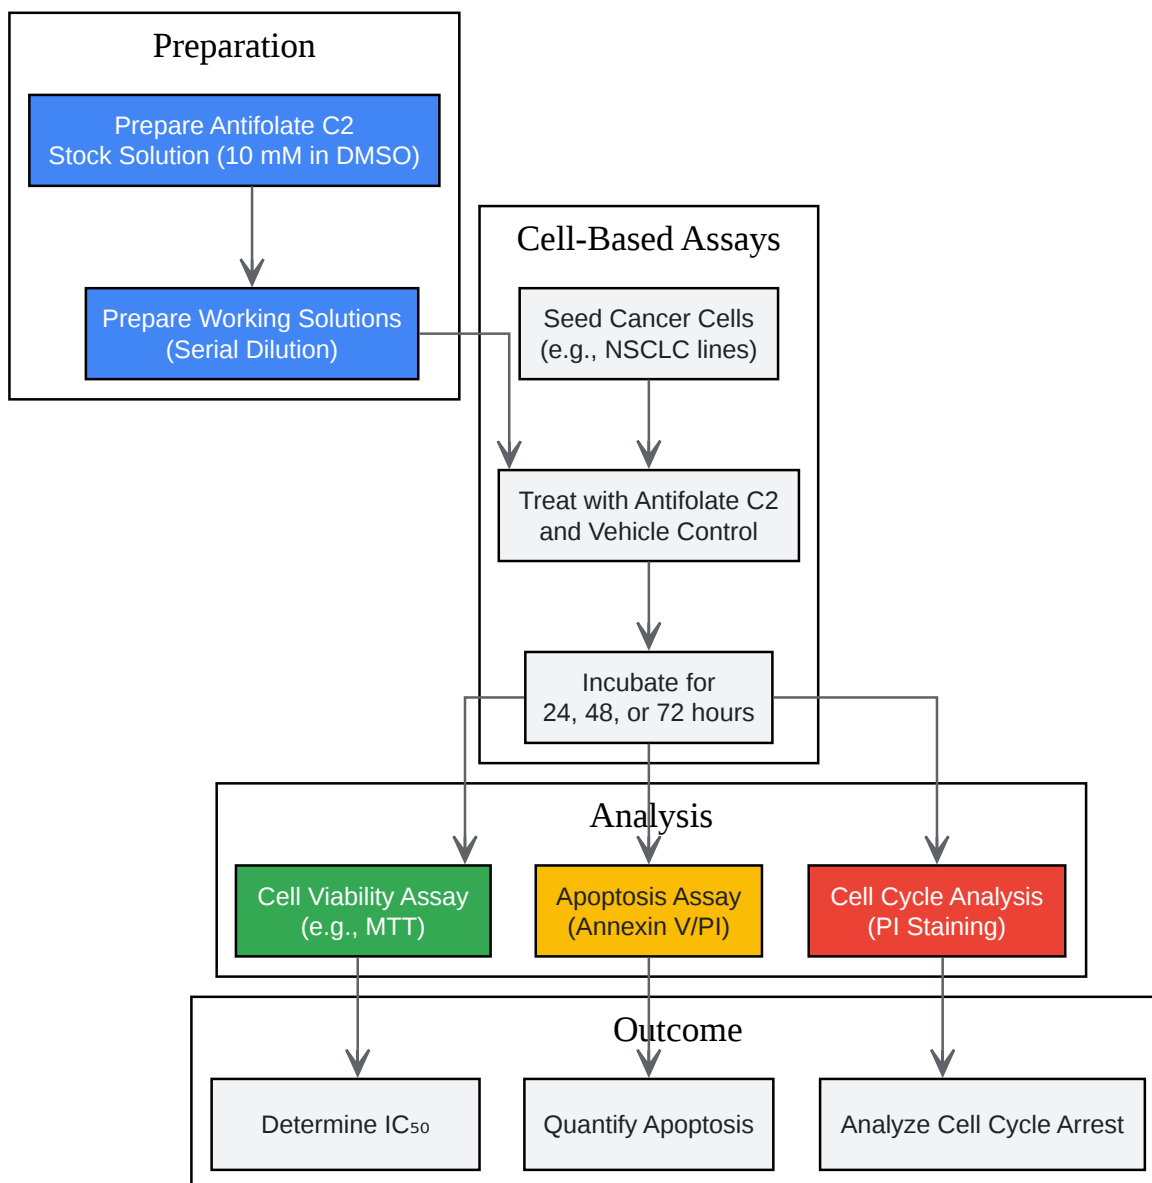 Preparation
Prepare Antifolate C2
Stock Solution (10 mM in DMSO)
Prepare Working Solutions
(Serial Dilution)
Cell-Based Assays
Seed Cancer Cells
(e.g., NSCLC lines)
Treat with Antifolate C2
and Vehicle Control
Incubate for
24, 48, or 72 hours
Analysis
Cell Viability Assay
(e.g., MTT)
Apoptosis Assay
(Annexin V/PI)
Cell Cycle Analysis
(PI Staining)
Outcome
Determine IC₅₀
Quantify Apoptosis
Analyze Cell Cycle Arrest